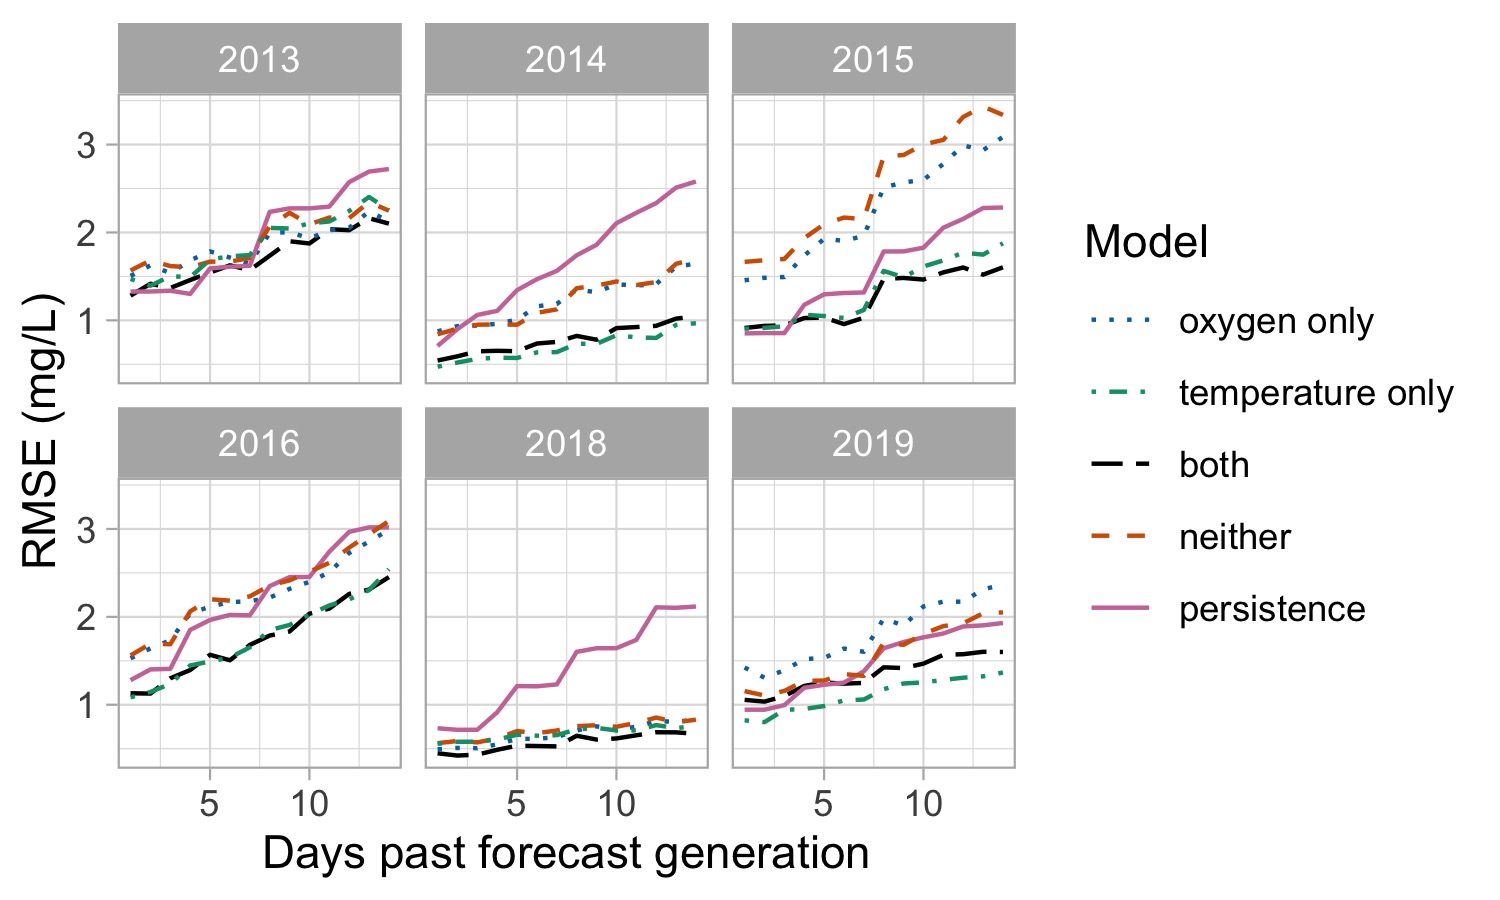 2013 2014 2015
3
2
1
2016 2018 2019
3
2
1
5 10 5 10 5 10
Days past forecast generation
RMSE (mg/L)
Model
oxygen only
temperature only
both
neither
persistence